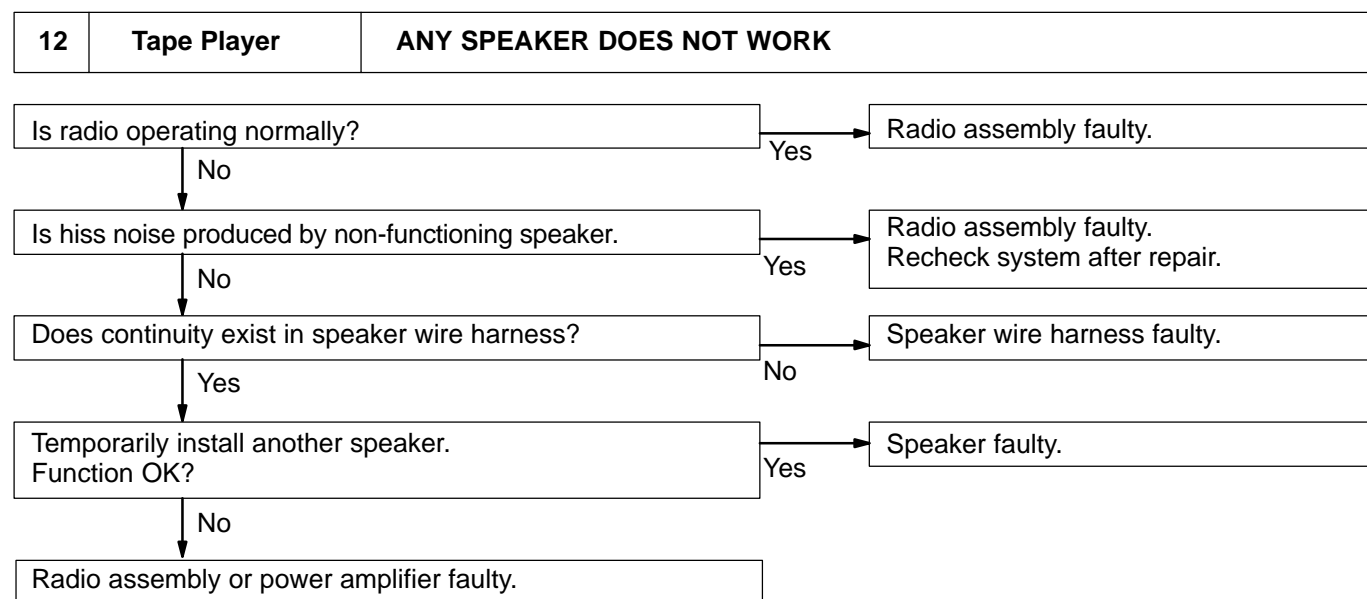 12 Tape Player ANY SPEAKER DOES NOT WORK
Is radio operating normally?
Yes
Radio assembly faulty.
No
Is hiss noise produced by non-functioning speaker.
Yes
Radio assembly faulty.
Recheck system after repair.
No
Does continuity exist in speaker wire harness?
No
Speaker wire harness faulty.
Yes
Temporarily install another speaker.
Function OK?
Yes
Speaker faulty.
No
Radio assembly or power amplifier faulty.